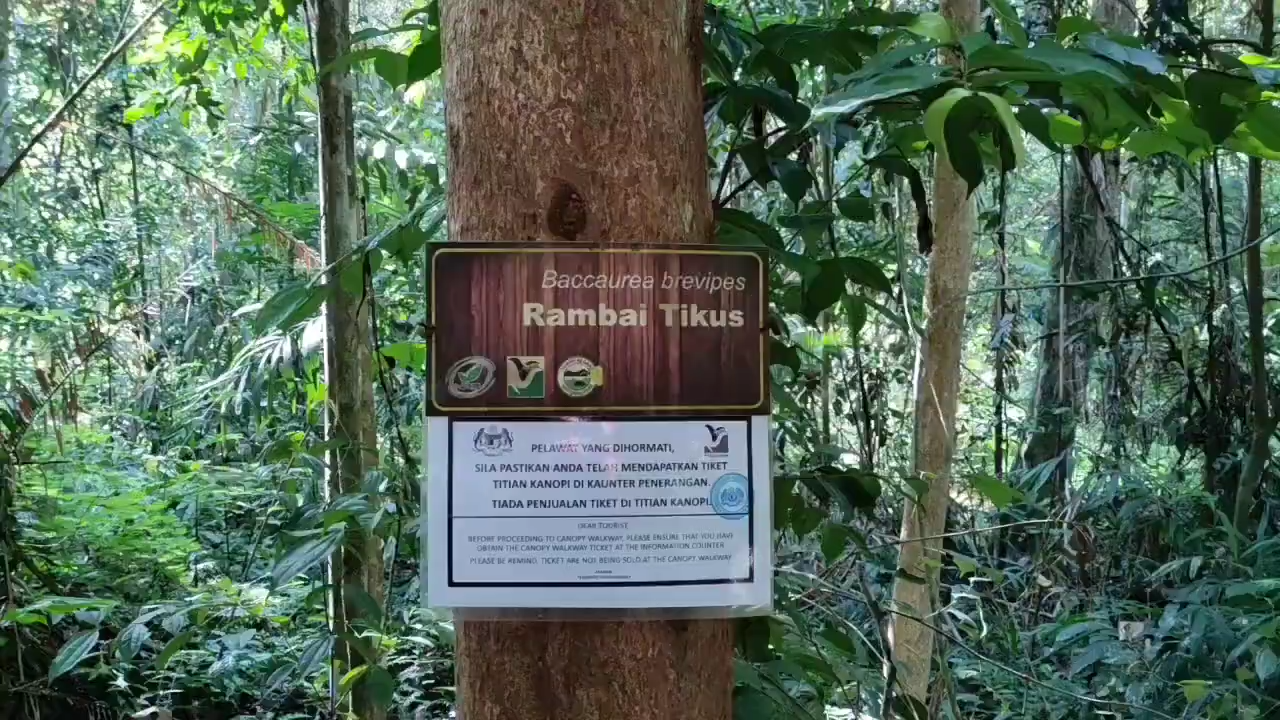 Baccaurea brevipes
Rambai Tikus
PELAWAT YANG DIHORMATI,
SILA PASTIKAN ANDA TELAH MENDAPATKAN TIKET
TITIAN KANOPI DI KAUNTER PENERANGAN.
TIADA PENJUALAN TIKET DI TITIAN KANOPI.
DEAR TOURIST,
BEFORE PROCEEDING TO CANOPY WALKWAY, PLEASE ENSURE THAT YOU HAVE
OBTAIN THE CANOPY WALKWAY TICKET AT THE INFORMATION COUNTER
PLEASE BE REMIND, TICKET ARE NOT BEING SOLD AT THE CANOPY WALKWAY